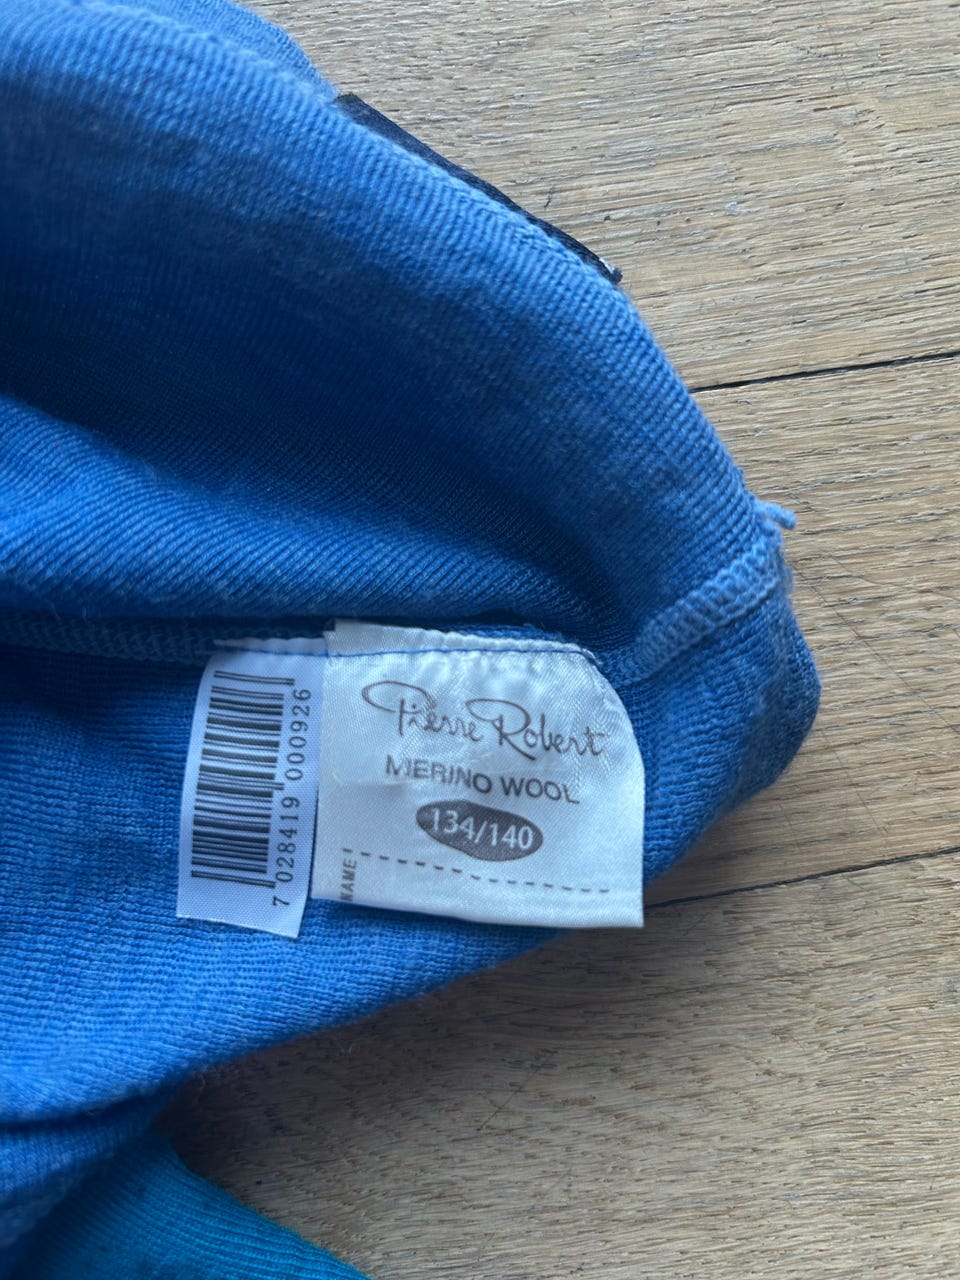 Pierre Robert
MERINO WOOL
134/140
NAME
7 028419 000926